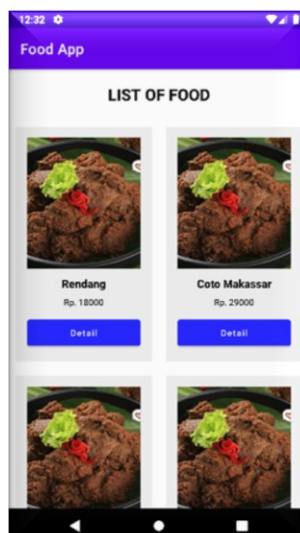 12:32
Food App
LIST OF FOOD
Rendang
Rp. 18000
Detail
Coto Makassar
Rp. 29000
Detail